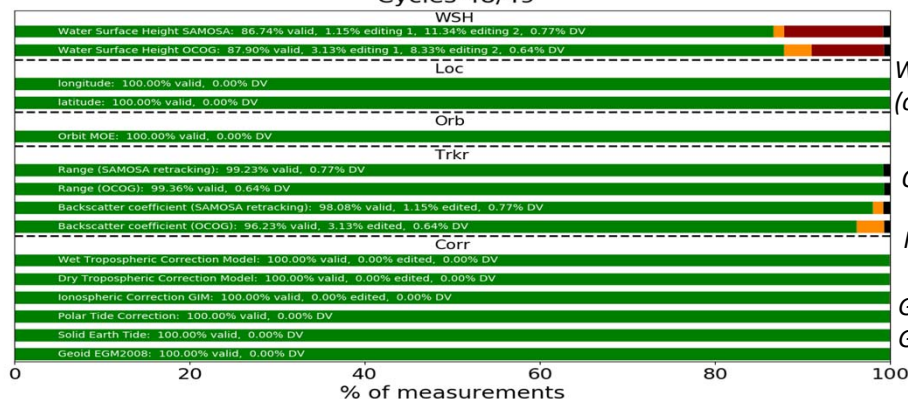 Cycles 48/49
WSH
Water Surface Height SAMOSA: 86.74% valid, 1.15% editing 1, 11.34% editing 2, 0.77% DV
Water Surface Height OCOG: 87.90% valid, 3.13% editing 1, 8.33% editing 2, 0.64% DV
Loc
longitude: 100.00% valid, 0.00% DV
latitude: 100.00% valid, 0.00% DV
Orb
Orbit MOE: 100.00% valid, 0.00% DV
Trkr
Range (SAMOSA retracking): 99.23% valid, 0.77% DV
Range (OCOG): 99.36% valid, 0.64% DV
Backscatter coefficient (SAMOSA retracking): 98.08% valid, 1.15% edited, 0.77% DV
Backscatter coefficient (OCOG): 96.23% valid, 3.13% edited, 0.64% DV
Corr
Wet Tropospheric Correction Model: 100.00% valid, 0.00% edited, 0.00% DV
Dry Tropospheric Correction Model: 100.00% valid, 0.00% edited, 0.00% DV
Ionospheric Correction GIM: 100.00% valid, 0.00% edited, 0.00% DV
Polar Tide Correction: 100.00% valid, 0.00% DV
Solid Earth Tide: 100.00% valid, 0.00% DV
Geoid EGM2008: 100.00% valid, 0.00% DV
0 20 40 60 80 100
% of measurements